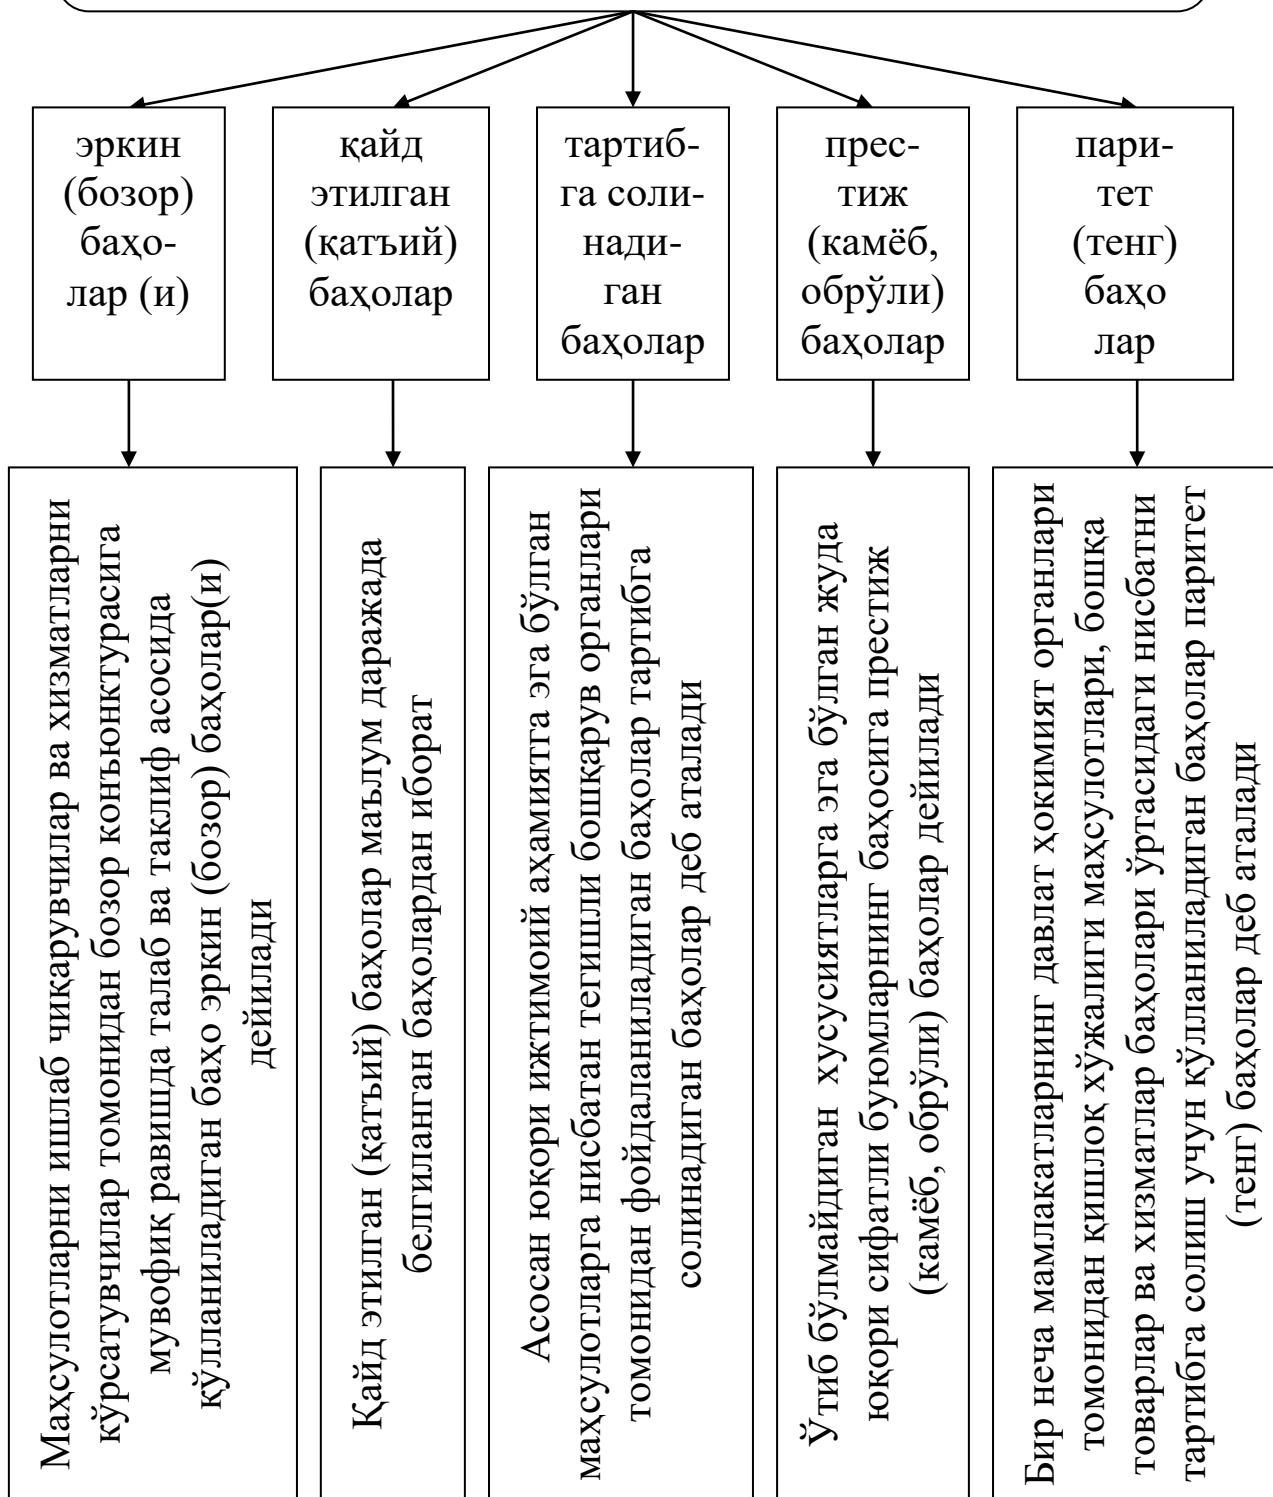 эркин
(бозор)
баҳо-
лар (и)
қайд
этилган
(қатъий)
баҳолар
тартиб-
га соли-
нади-
ган
баҳолар
прес-
тиж
(камёб,
обрўли)
баҳолар
пари-
тет
(тенг)
баҳо
лар
Маҳсулотларни ишлаб чиқарувчилар ва хизматларни
кўрсатувчилар томонидан бозор конъюнктурасига
мувофиқ равишда талаб ва таклиф асосида
қўлланиладиган баҳо эркин (бозор) баҳолар(и)
дейилади
Қайд этилган (қатъий) баҳолар маълум даражада
белгиланган баҳолардан иборат
Асосан юқори ижтимоий аҳамиятга эга бўлган
маҳсулотларга нисбатан тегишли бошқарув органлари
томонидан фойдаланиладиган баҳолар тартибга
солинадиган баҳолар деб аталади
Ўтиб бўлмайдиган хусусиятларга эга бўлган жуда
юқори сифатли буюмларнинг баҳосига престиж
(камёб, обрўли) баҳолар дейилади
Бир неча мамлакатларнинг давлат ҳокимият органлари
томонидан қишлоқ хўжалиги маҳсулотлари, бошқа
товарлар ва хизматлар баҳолари ўртасидаги нисбатни
тартибга солиш учун қўлланиладиган баҳолар паритет
(тенг) баҳолар деб аталади